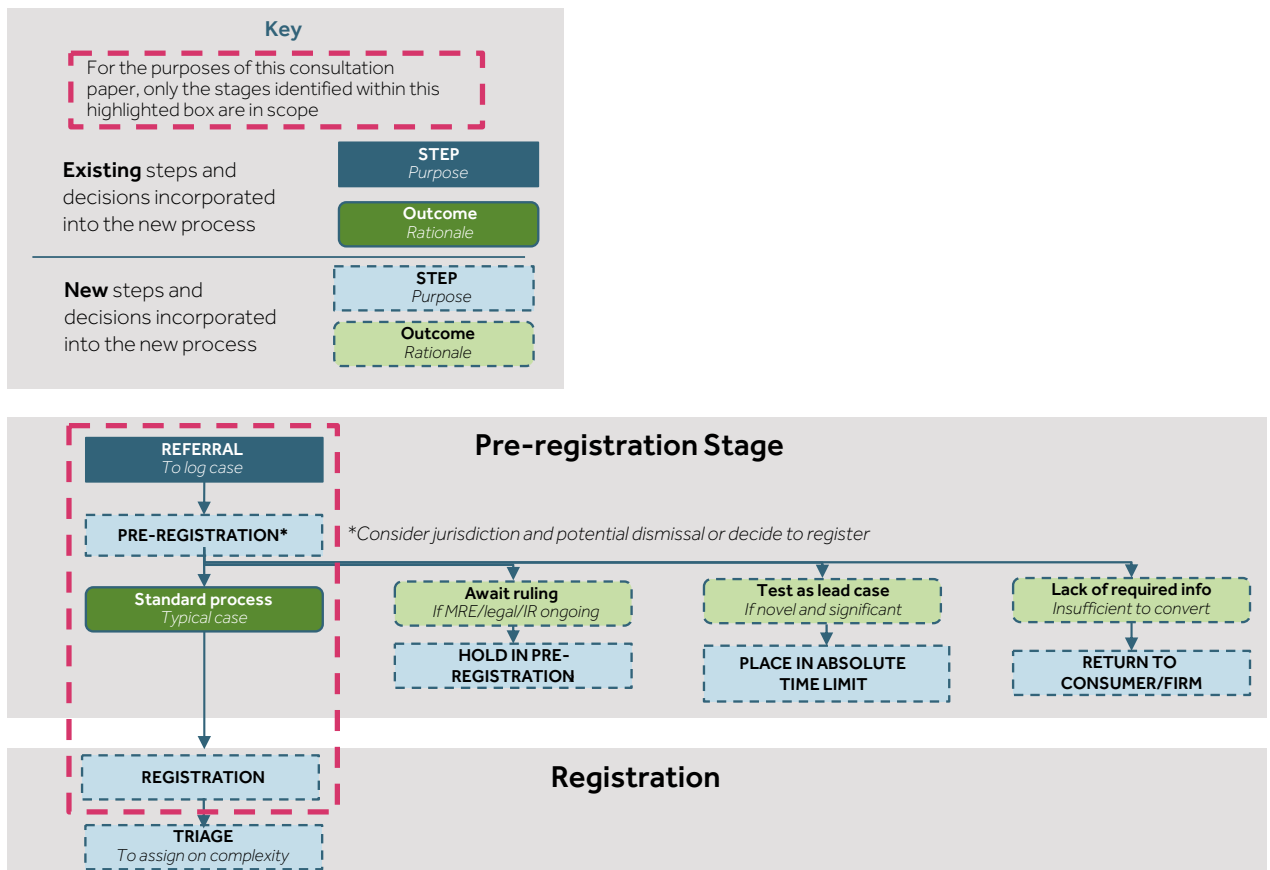 Key
For the purposes of this consultation
paper, only the stages identified within this
highlighted box are in scope
Existing steps and
decisions incorporated
into the new process
STEP
Purpose
Outcome
Rationale
New steps and
decisions incorporated
into the new process
STEP
Purpose
Outcome
Rationale
Pre-registration Stage
REFERRAL
To log case
PRE-REGISTRATION*
*Consider jurisdiction and potential dismissal or decide to register
Standard process
Typical case
Await ruling
If MRE/legal/IR ongoing
Test as lead case
If novel and significant
Lack of required info
Insufficient to convert
HOLD IN PRE-
REGISTRATION
PLACE IN ABSOLUTE
TIME LIMIT
RETURN TO
CONSUMER/FIRM
Registration
REGISTRATION
TRIAGE
To assign on complexity